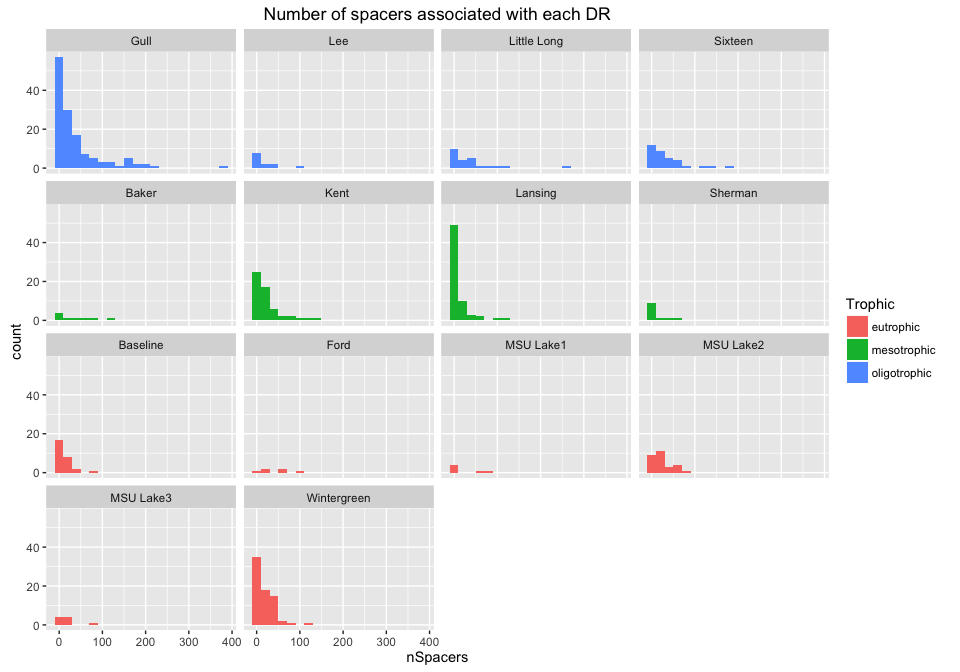 Number of spacers associated with each DR
Gull Lee Little Long Sixteen
40
20
0
Baker Kent Lansing Sherman
40
20
0
Baseline Ford MSU Lake1 MSU Lake2
40
20
0
MSU Lake3 Wintergreen
40
20
0
0 100 200 300 400 0 100 200 300 400
nSpacers
count
Trophic
eutrophic
mesotrophic
oligotrophic